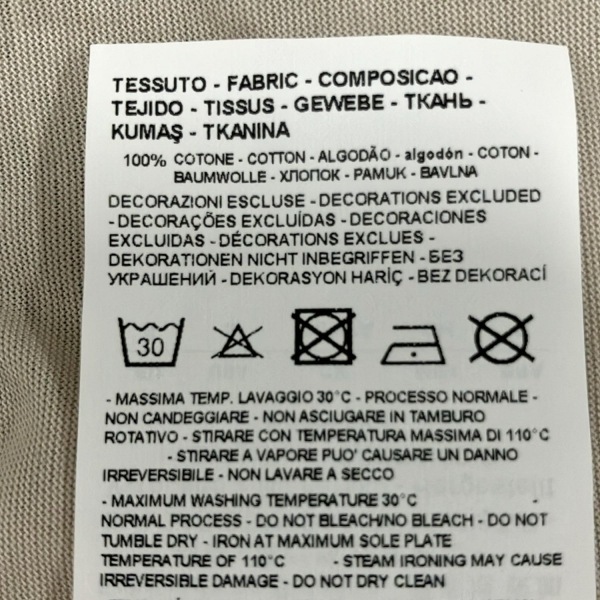 TESSUTO - FABRIC - COMPOSICAO -
TEJIDO - TISSUS - GEWEBE - ТКАНЬ -
KUMAŞ - TKANINA
100% COTONE - COTTON - ALGODÃO - algodón - COTON -
BAUMWOLLE - ХЛОПОК - PAMUK - BAVLNA
DECORAZIONI ESCLUSE - DECORATIONS EXCLUDED
- DECORAÇÕES EXCLUÍDAS - DECORACIONES
EXCLUIDAS - DÉCORATIONS EXCLUES -
DEKORATIONEN NICHT INBEGRIFFEN - БЕЗ
УКРАШЕНИЙ - DEKORASYON HARİÇ - BEZ DEKORACÍ
30
- MASSIMA TEMP. LAVAGGIO 30°C - PROCESSO NORMALE -
NON CANDEGGIARE - NON ASCIUGARE IN TAMBURO
ROTATIVO - STIRARE CON TEMPERATURA MASSIMA DI 110°C
- STIRARE A VAPORE PUO' CAUSARE UN DANNO
IRREVERSIBILE - NON LAVARE A SECCO
- MAXIMUM WASHING TEMPERATURE 30°C -
NORMAL PROCESS - DO NOT BLEACH/NO BLEACH - DO NOT
TUMBLE DRY - IRON AT MAXIMUM SOLE PLATE
TEMPERATURE OF 110°C - STEAM IRONING MAY CAUSE
IRREVERSIBLE DAMAGE - DO NOT DRY CLEAN